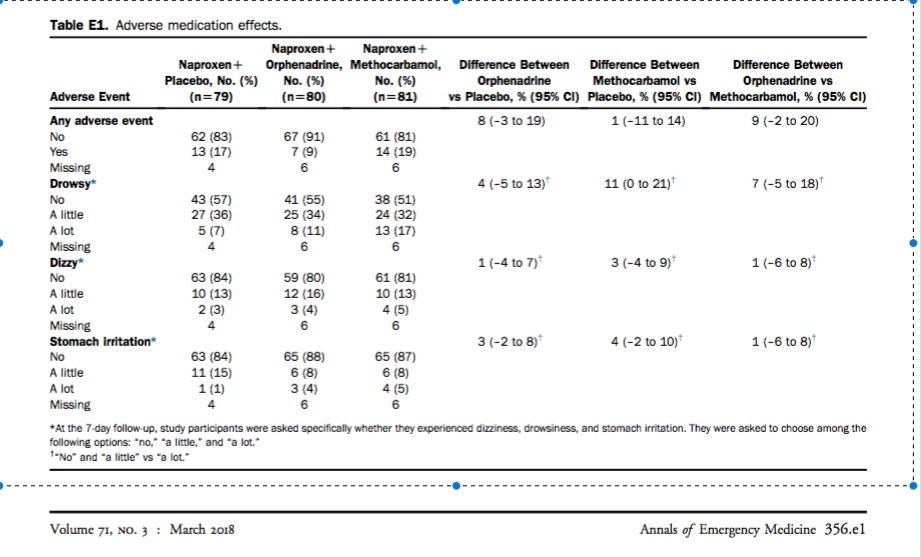 Table E1. Adverse medication effects.
Adverse Event | Naproxen+ Placebo, No. (%) (n=79) | Naproxen+ Orphenadrine, No. (%) (n=80) | Naproxen+ Methocarbamol, No. (%) (n=81) | Difference Between Orphenadrine vs Placebo, % (95% CI) | Difference Between Methocarbamol vs Placebo, % (95% CI) | Difference Between Orphenadrine vs Methocarbamol, % (95% CI)
Any adverse event 8 (−3 to 19) 1 (−11 to 14) 9 (−2 to 20)
No 62 (83) 67 (91) 61 (81)
Yes 13 (17) 7 (9) 14 (19)
Missing 4 6 6
Drowsy* 4 (−5 to 13)† 11 (0 to 21)† 7 (−5 to 18)†
No 43 (57) 41 (55) 38 (51)
A little 27 (36) 25 (34) 24 (32)
A lot 5 (7) 8 (11) 13 (17)
Missing 4 6 6
Dizzy* 1 (−4 to 7)† 3 (−4 to 9)† 1 (−6 to 8)†
No 63 (84) 59 (80) 61 (81)
A little 10 (13) 12 (16) 10 (13)
A lot 2 (3) 3 (4) 4 (5)
Missing 4 6 6
Stomach irritation* 3 (−2 to 8)† 4 (−2 to 10)† 1 (−6 to 8)†
No 63 (84) 65 (88) 65 (87)
A little 11 (15) 6 (8) 6 (8)
A lot 1 (1) 3 (4) 4 (5)
Missing 4 6 6
*At the 7-day follow-up, study participants were asked specifically whether they experienced dizziness, drowsiness, and stomach irritation. They were asked to choose among the
following options: “no,” “a little,” and “a lot.”
†“No” and “a little” vs “a lot.”
Volume 71, NO. 3 : March 2018 Annals of Emergency Medicine 356.e1